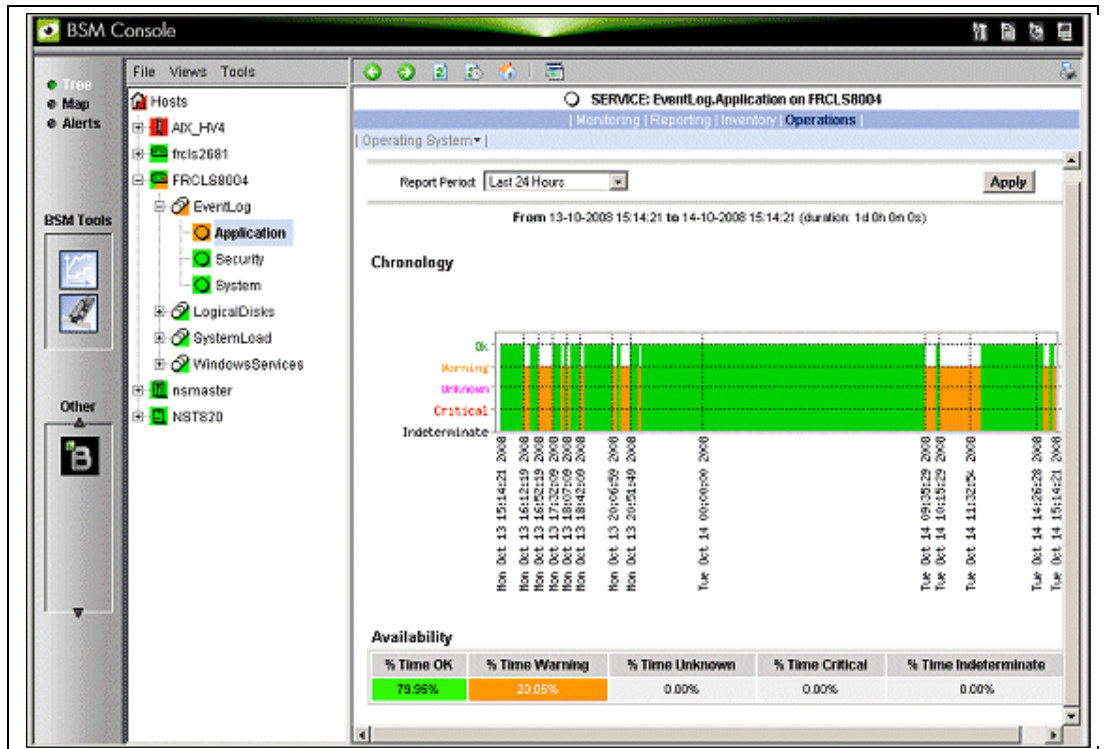 BSM Console
Tree
Map
Alerts
BSM Tools
Other
B
File Views Tools
Hosts
AIX_HV4
frcls2681
FRCLS8004
EventLog
Application
Security
System
LogicalDisks
SystemLoad
WindowsServices
nsmaster
NST820
SERVICE: EventLog.Application on FRCLS8004
| Monitoring | Reporting | Inventory | Operations |
| Operating System |
Report Period: Last 24 Hours Apply
From 13-10-2008 15:14:21 to 14-10-2008 15:14:21 (duration: 1d 0h 0m 0s)
Chronology
Ok
Warning
Unknown
Critical
Indeterminate
Mon Oct 13 15:14:21 2008
Mon Oct 13 16:12:19 2008
Mon Oct 13 16:52:19 2008
Mon Oct 13 17:32:09 2008
Mon Oct 13 18:07:09 2008
Mon Oct 13 18:42:09 2008
Mon Oct 13 20:06:59 2008
Mon Oct 13 20:51:49 2008
Tue Oct 14 00:00:00 2008
Tue Oct 14 09:35:29 2008
Tue Oct 14 10:15:29 2008
Tue Oct 14 11:32:54 2008
Tue Oct 14 14:26:28 2008
Tue Oct 14 15:14:21 2008
Availability
% Time OK % Time Warning % Time Unknown % Time Critical % Time Indeterminate
79.95% 20.05% 0.00% 0.00% 0.00%